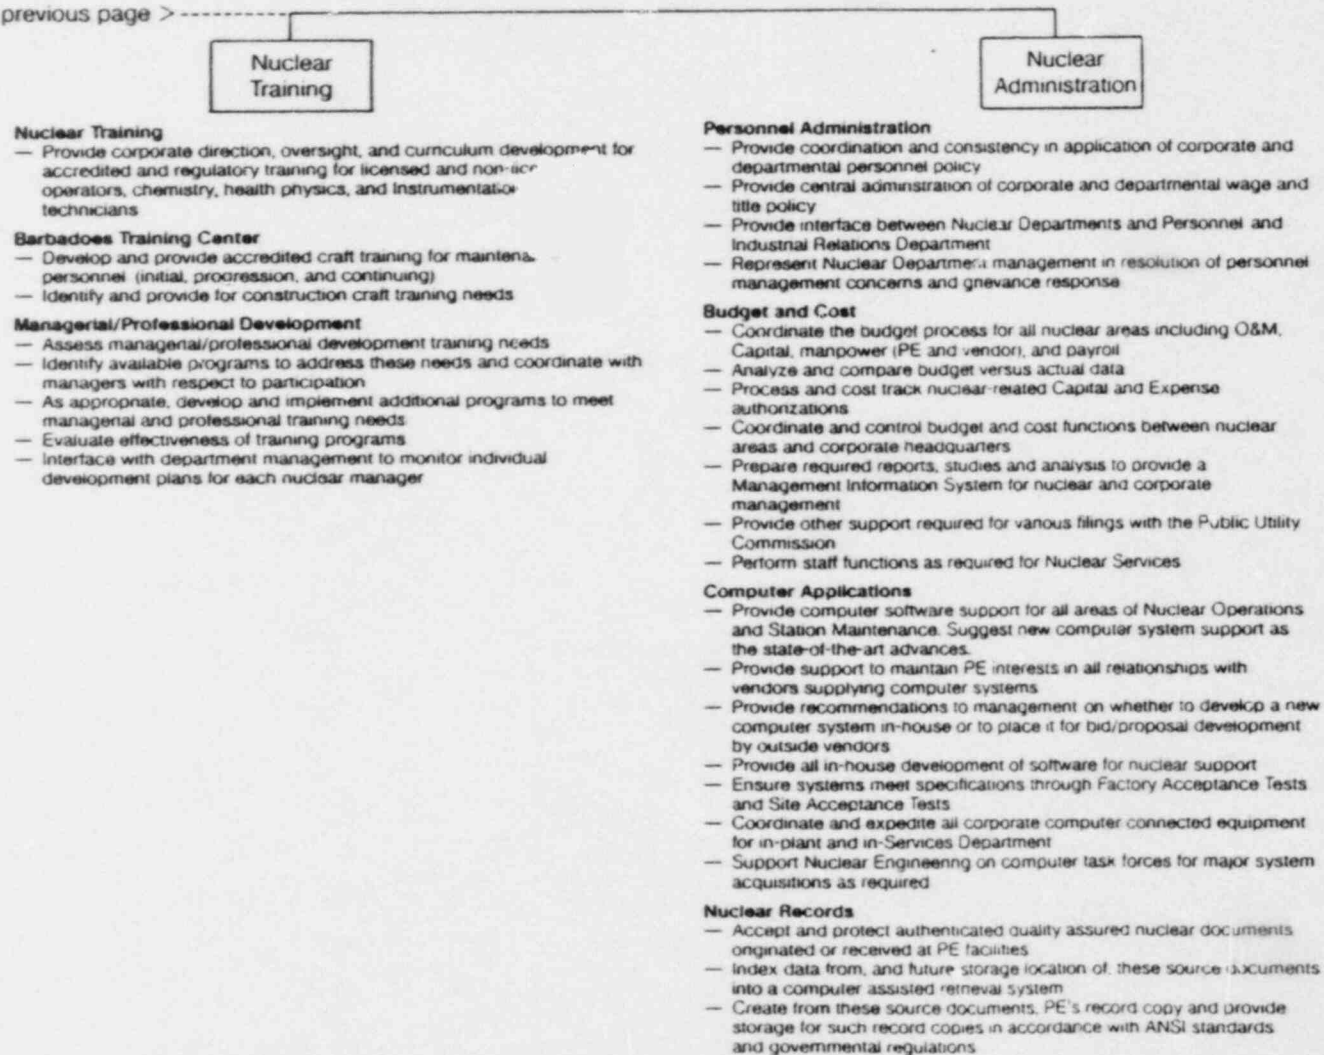 previous page >
Nuclear
Training
Nuclear Training
— Provide corporate direction, oversight, and curriculum development for
accredited and regulatory training for licensed and
operators, chemistry, health physics, and Instrumentation
technicians
Barbadoes Training Center
— Develop and provide accredited craft training for
personnel (initial, progression, and continuing)
— Identify and provide for construction craft training needs
Managerial/Professional Development
— Assess managerial/professional development training needs
— Identify available programs to address these needs and coordinate with
managers with respect to participation
— As appropriate, develop and implement additional programs to meet
managerial and professional training needs
— Evaluate effectiveness of training programs
— Interface with department management to monitor individual
development plans for each nuclear manager
Nuclear
Administration
Personnel Administration
— Provide coordination and consistency in application of corporate and
departmental personnel policy
— Provide central administration of corporate and departmental wage and
title policy
— Provide interface between Nuclear Departments and Personnel and
Industrial Relations Department
— Represent Nuclear Department management in resolution of personnel
management concerns and grievance response
Budget and Cost
— Coordinate the budget process for all nuclear areas including O&M,
Capital, manpower (PE and vendor), and payroll
— Analyze and compare budget versus actual data
— Process and cost track nuclear-related Capital and Expense
authorizations
— Coordinate and control budget and cost functions between nuclear
areas and corporate headquarters
— Prepare required reports, studies and analysis to provide a
Management Information System for nuclear and corporate
management
— Provide other support required for various filings with the Public Utility
Commission
— Perform staff functions as required for Nuclear Services
Computer Applications
— Provide computer software support for all areas of Nuclear Operations
and Station Maintenance. Suggest new computer system support as
the state-of-the-art advances.
— Provide support to maintain PE interests in all relationships with
vendors supplying computer systems
— Provide recommendations to management on whether to develop a new
computer system in-house or to place it for bid/proposal development
by outside vendors
— Provide all in-house development of software for nuclear support
— Ensure systems meet specifications through Factory Acceptance Tests
and Site Acceptance Tests
— Coordinate and expedite all corporate computer connected equipment
for in-plant and in-Services Department
— Support Nuclear Engineering on computer task forces for major system
acquisitions as required
Nuclear Records
— Accept and protect authenticated quality assured nuclear documents
originated or received at PE facilities
— Index data from, and future storage location of, these source documents
into a computer assisted retrieval system
— Create from these source documents, PE's record copy and provide
storage for such record copies in accordance with ANSI standards
and governmental regulations